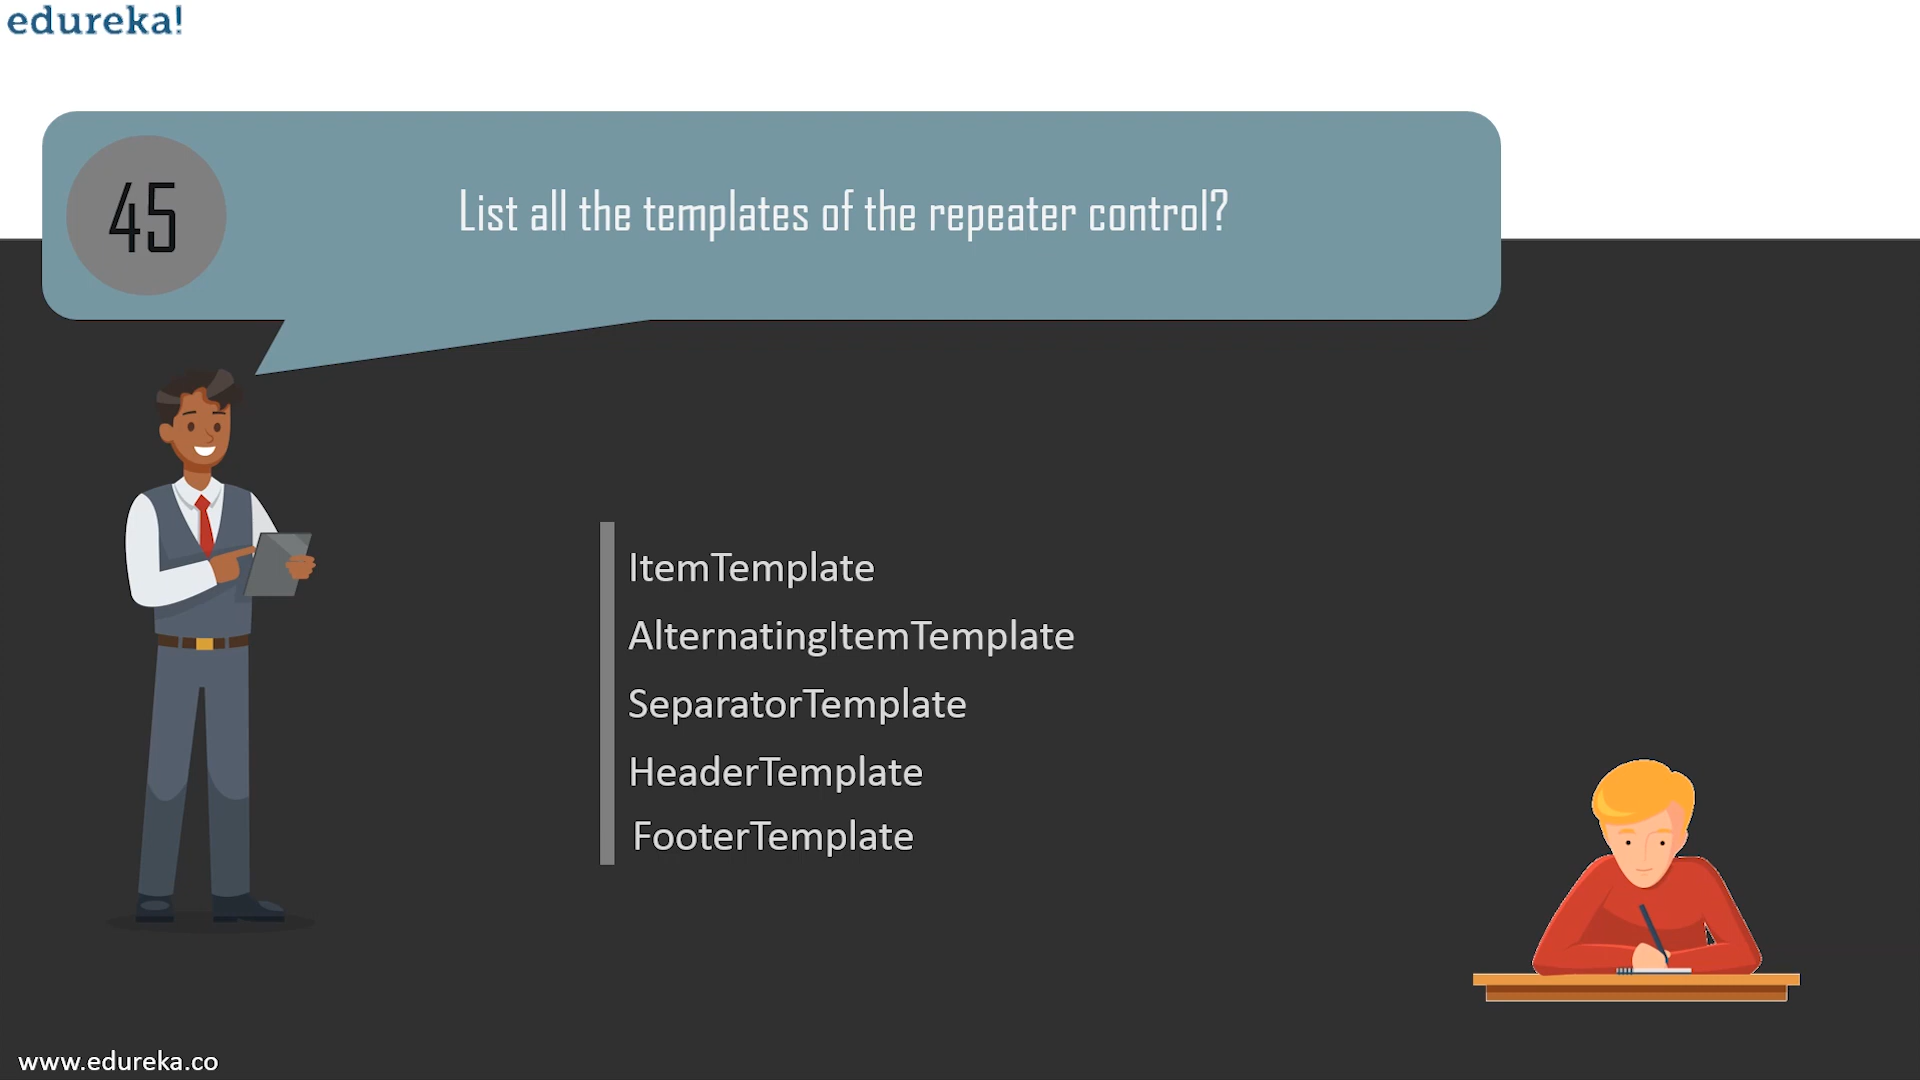 edureka!
45
List all the templates of the repeater control?
ItemTemplate
AlternatingItemTemplate
SeparatorTemplate
HeaderTemplate
FooterTemplate
www.edureka.co